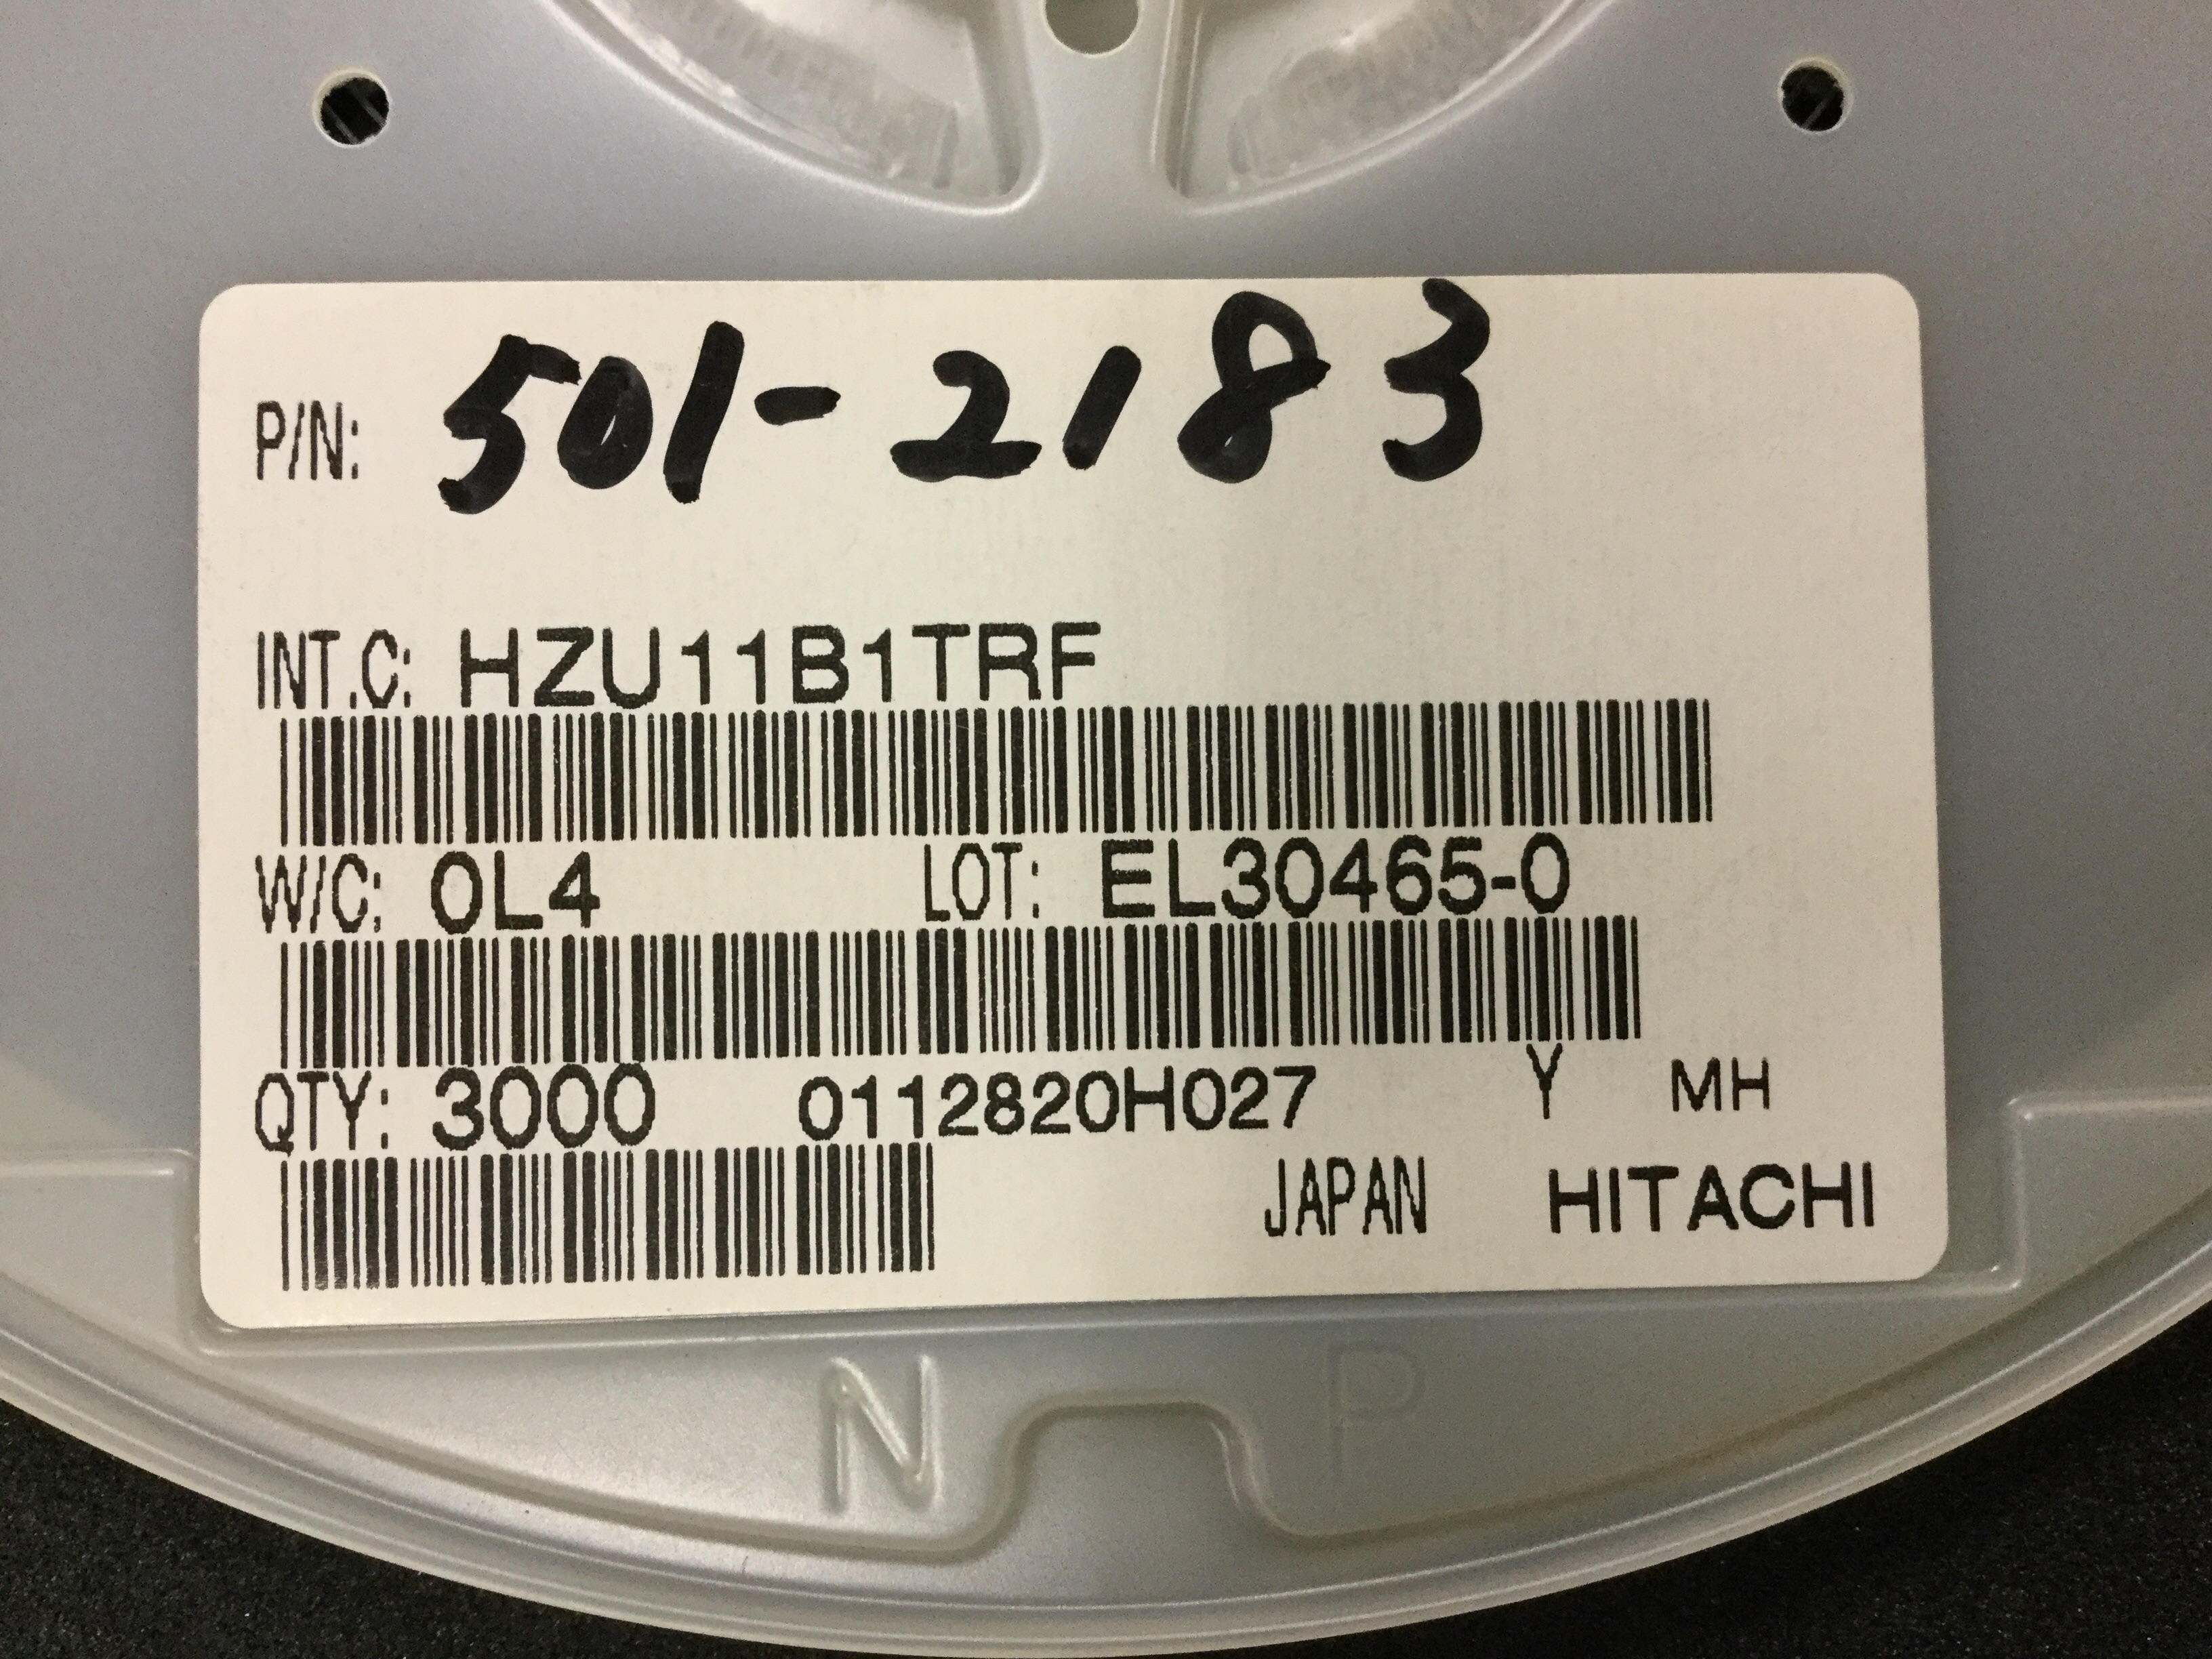 P/N: 501-2183
INT.C: HZU11B1TRF
W/C: 0L4 LOT: EL30465-0
QTY: 3000 0112820H027 Y MH
JAPAN HITACHI
N P